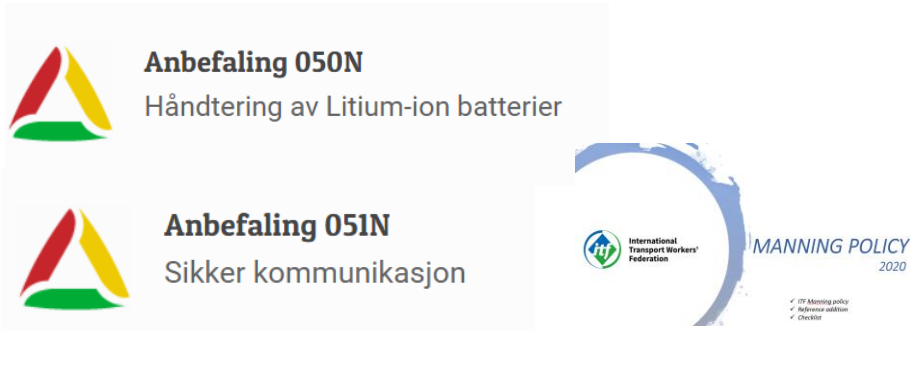 Anbefaling 050N
Håndtering av Litium-ion batterier
Anbefaling 051N
Sikker kommunikasjon
itf
International
Transport Workers'
Federation
MANNING POLICY
2020
✓ ITF Manning policy
✓ Reference addition
✓ Checklist